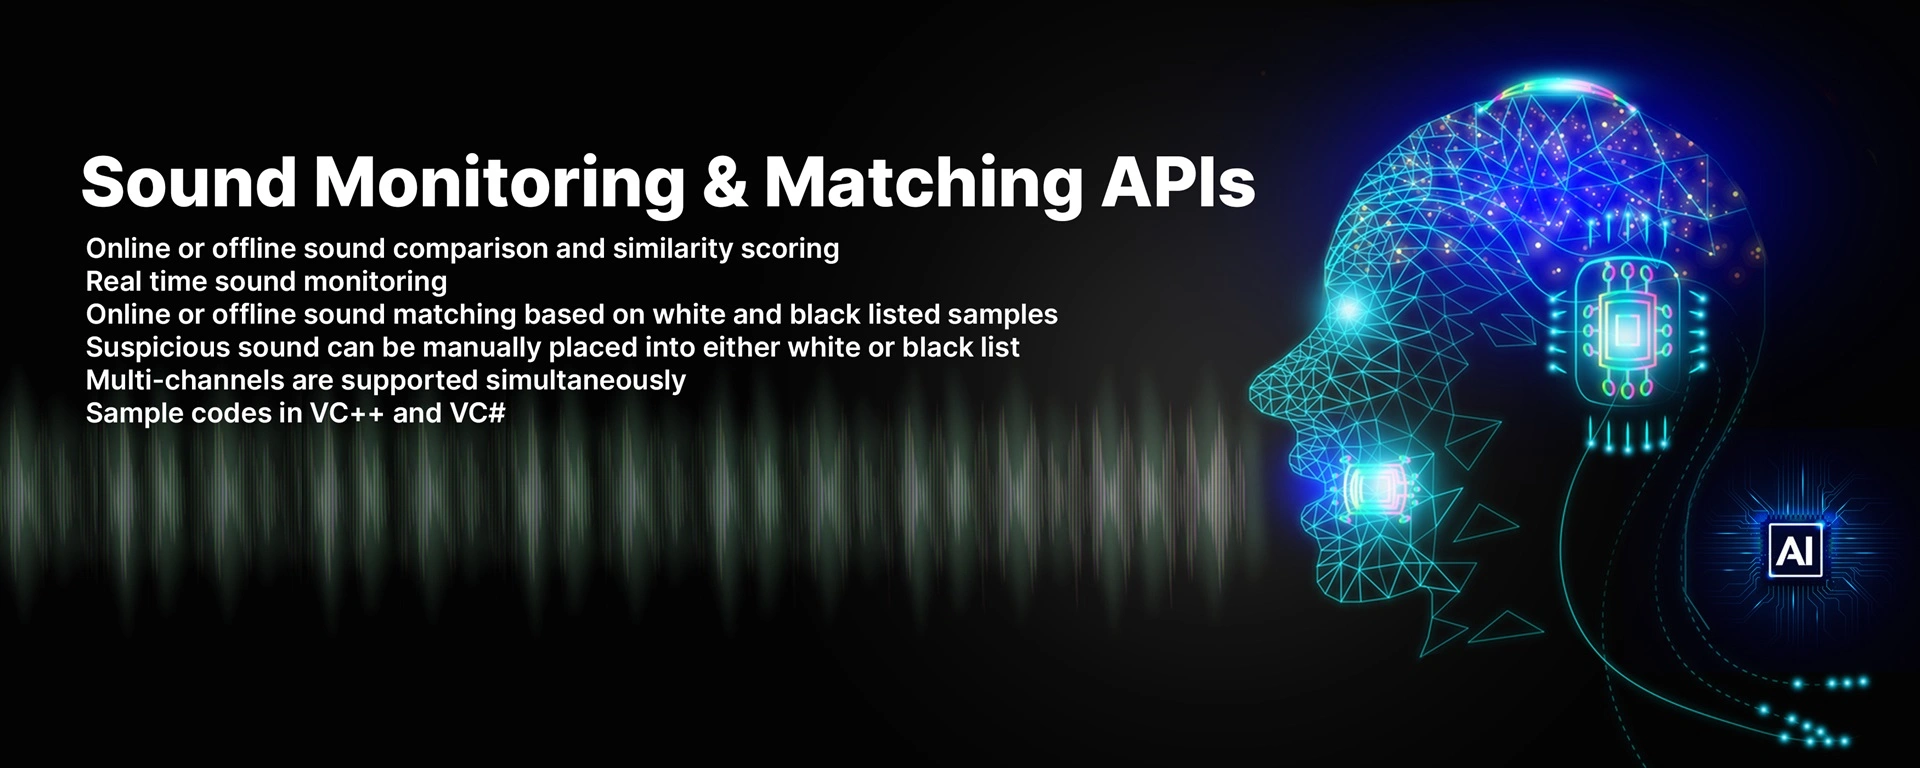 Sound Monitoring & Matching APIs
Online or offline sound comparison and similarity scoring
Real time sound monitoring
Online or offline sound matching based on white and black listed samples
Suspicious sound can be manually placed into either white or black list
Multi-channels are supported simultaneously
Sample codes in VC++ and VC#
AI